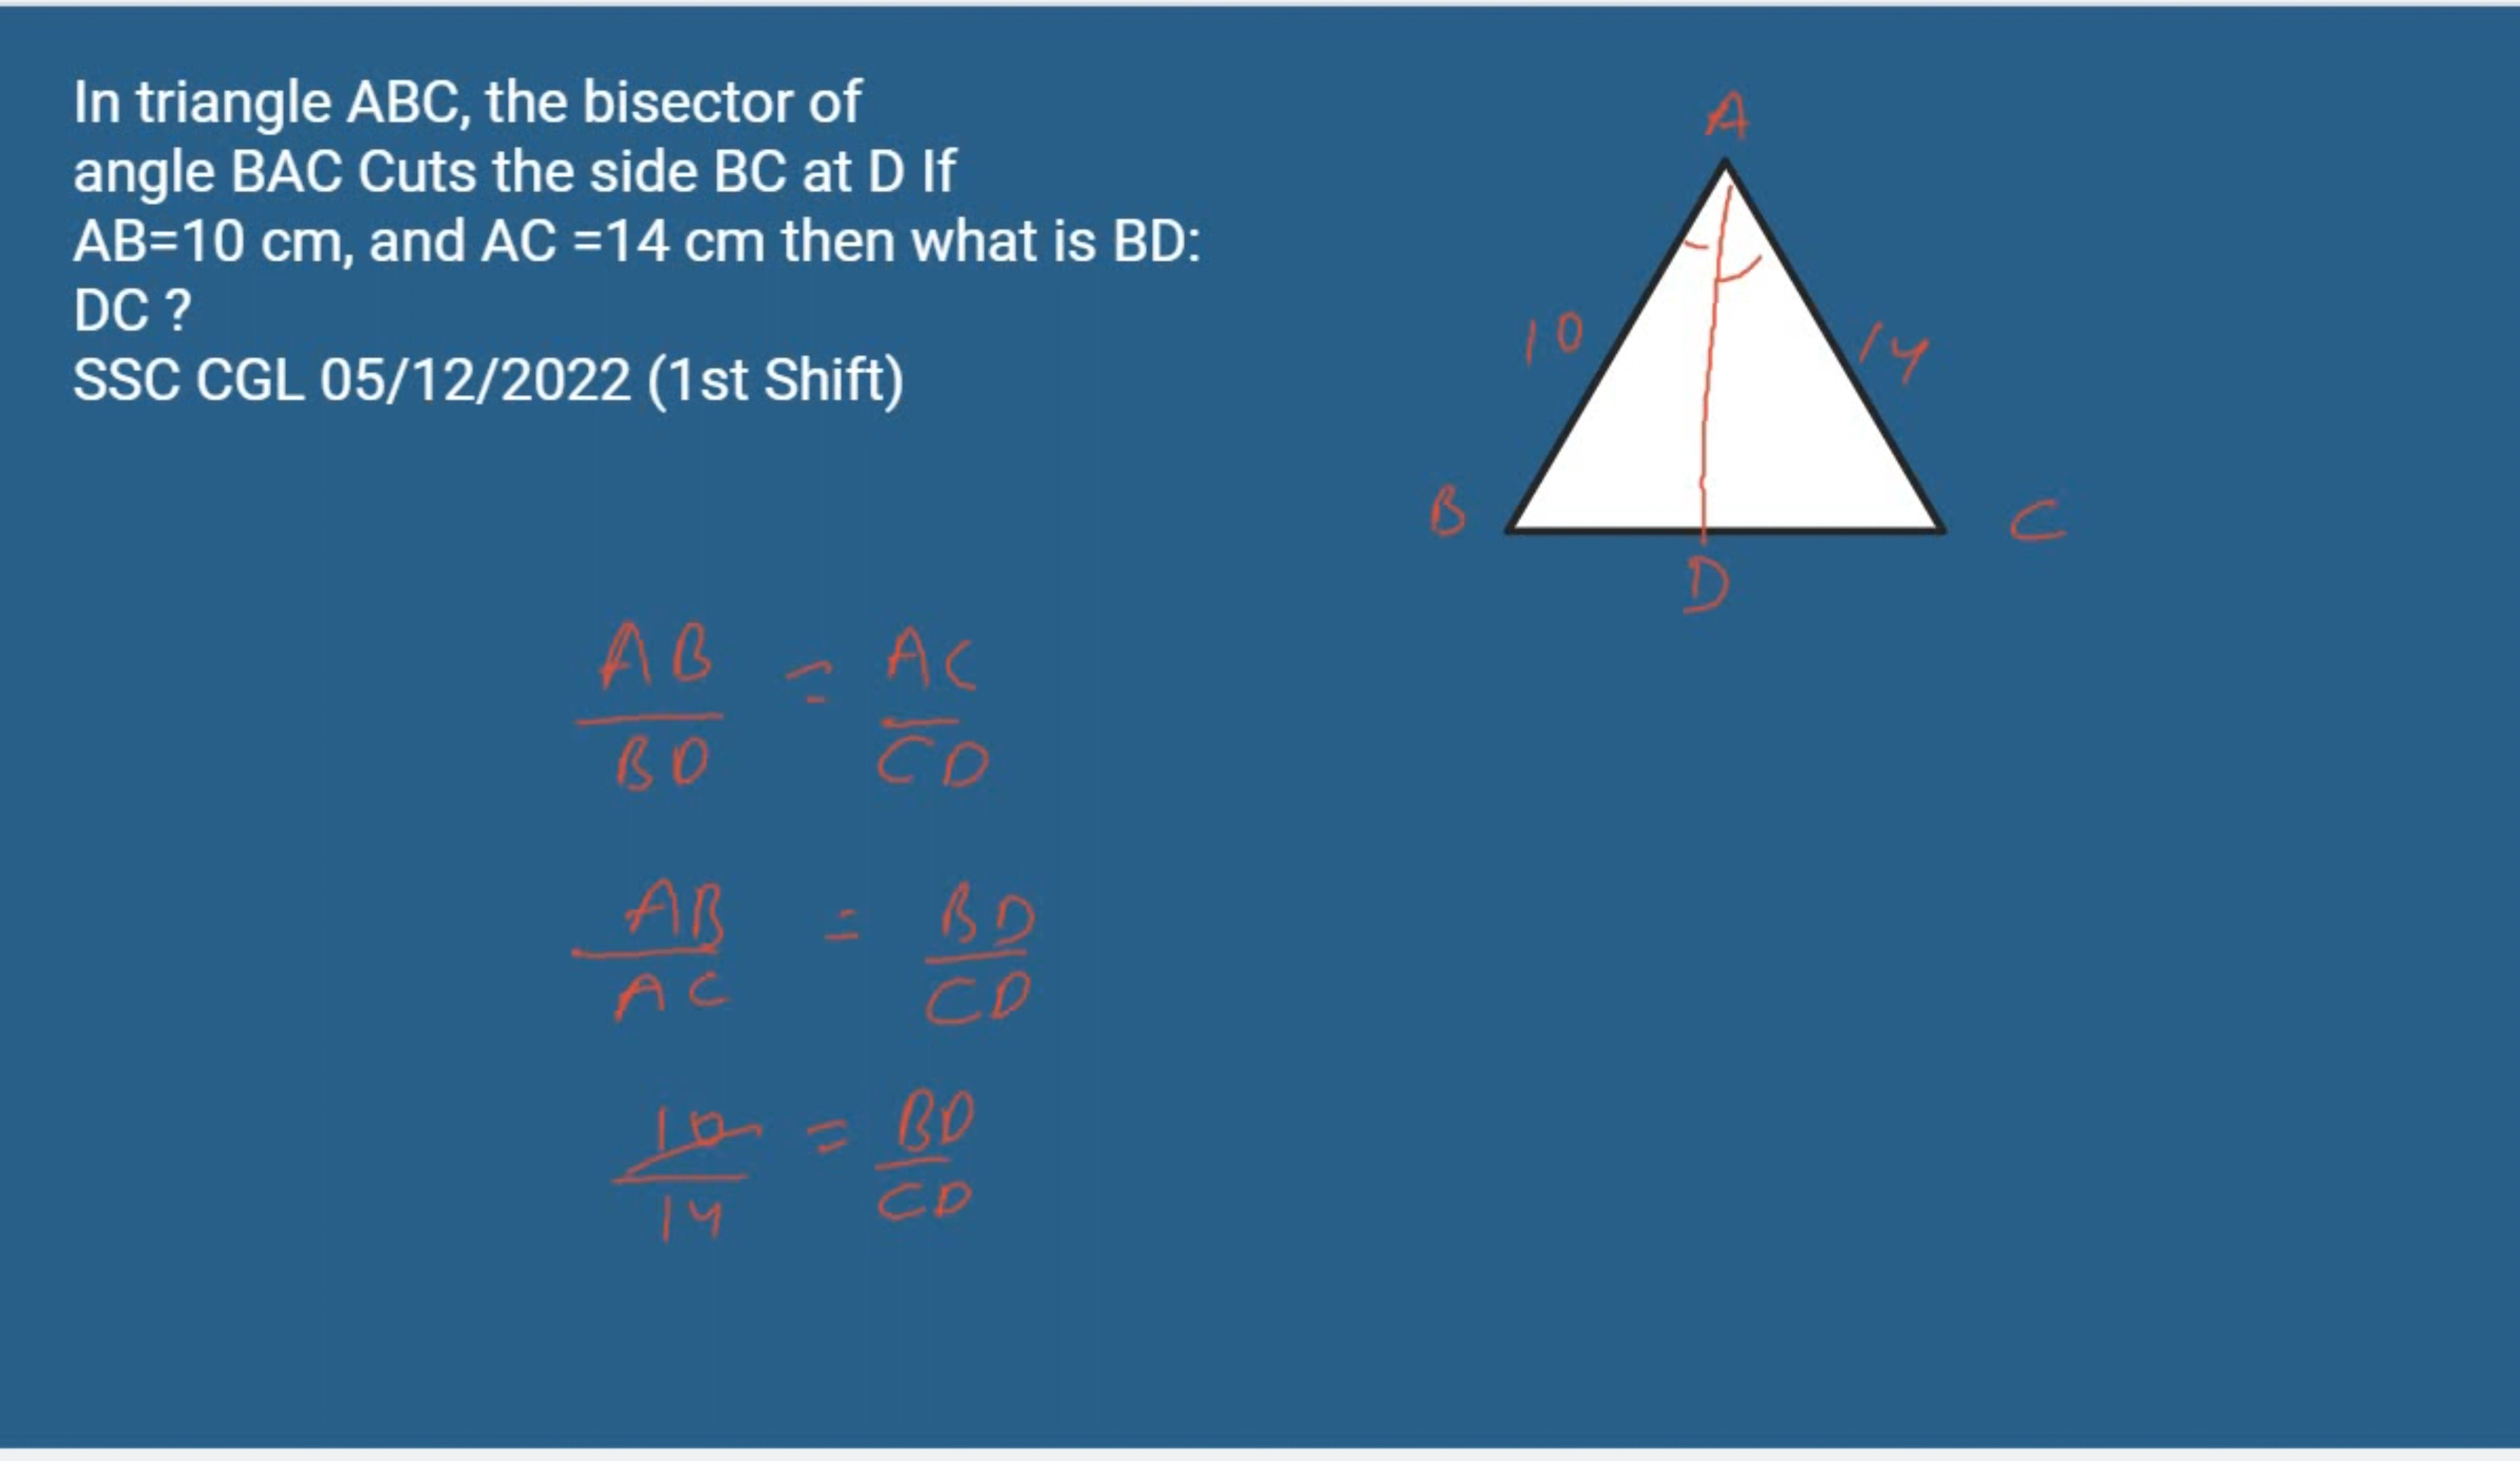 In triangle ABC, the bisector of
angle BAC Cuts the side BC at D If
AB=10 cm, and AC =14 cm then what is BD:
DC ?
SSC CGL 05/12/2022 (1st Shift)
A
10
14
B
C
D
AB = AC
BD CD
AB = BD
AC CD
10 = BD
14 CD